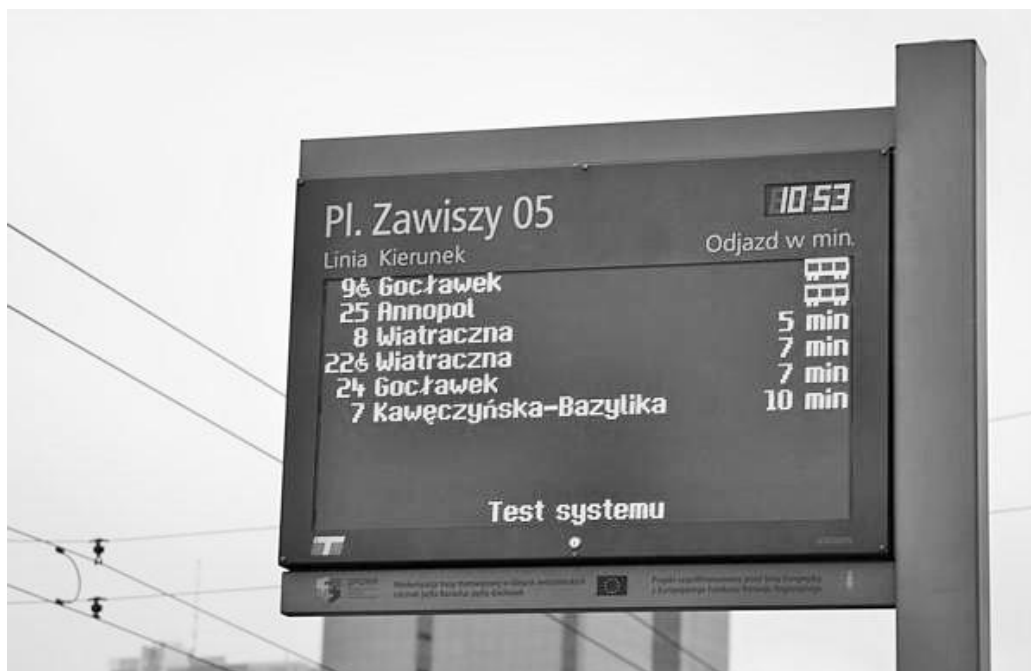 Pl. Zawiszy 05
10 53
Linia Kierunek Odjazd w min.
9 Gocławek
25 Annopol
8 Wiatraczna 5 min
22 Wiatraczna 7 min
24 Gocławek 7 min
7 Kawęczyńska-Bazylika 10 min
Test systemu